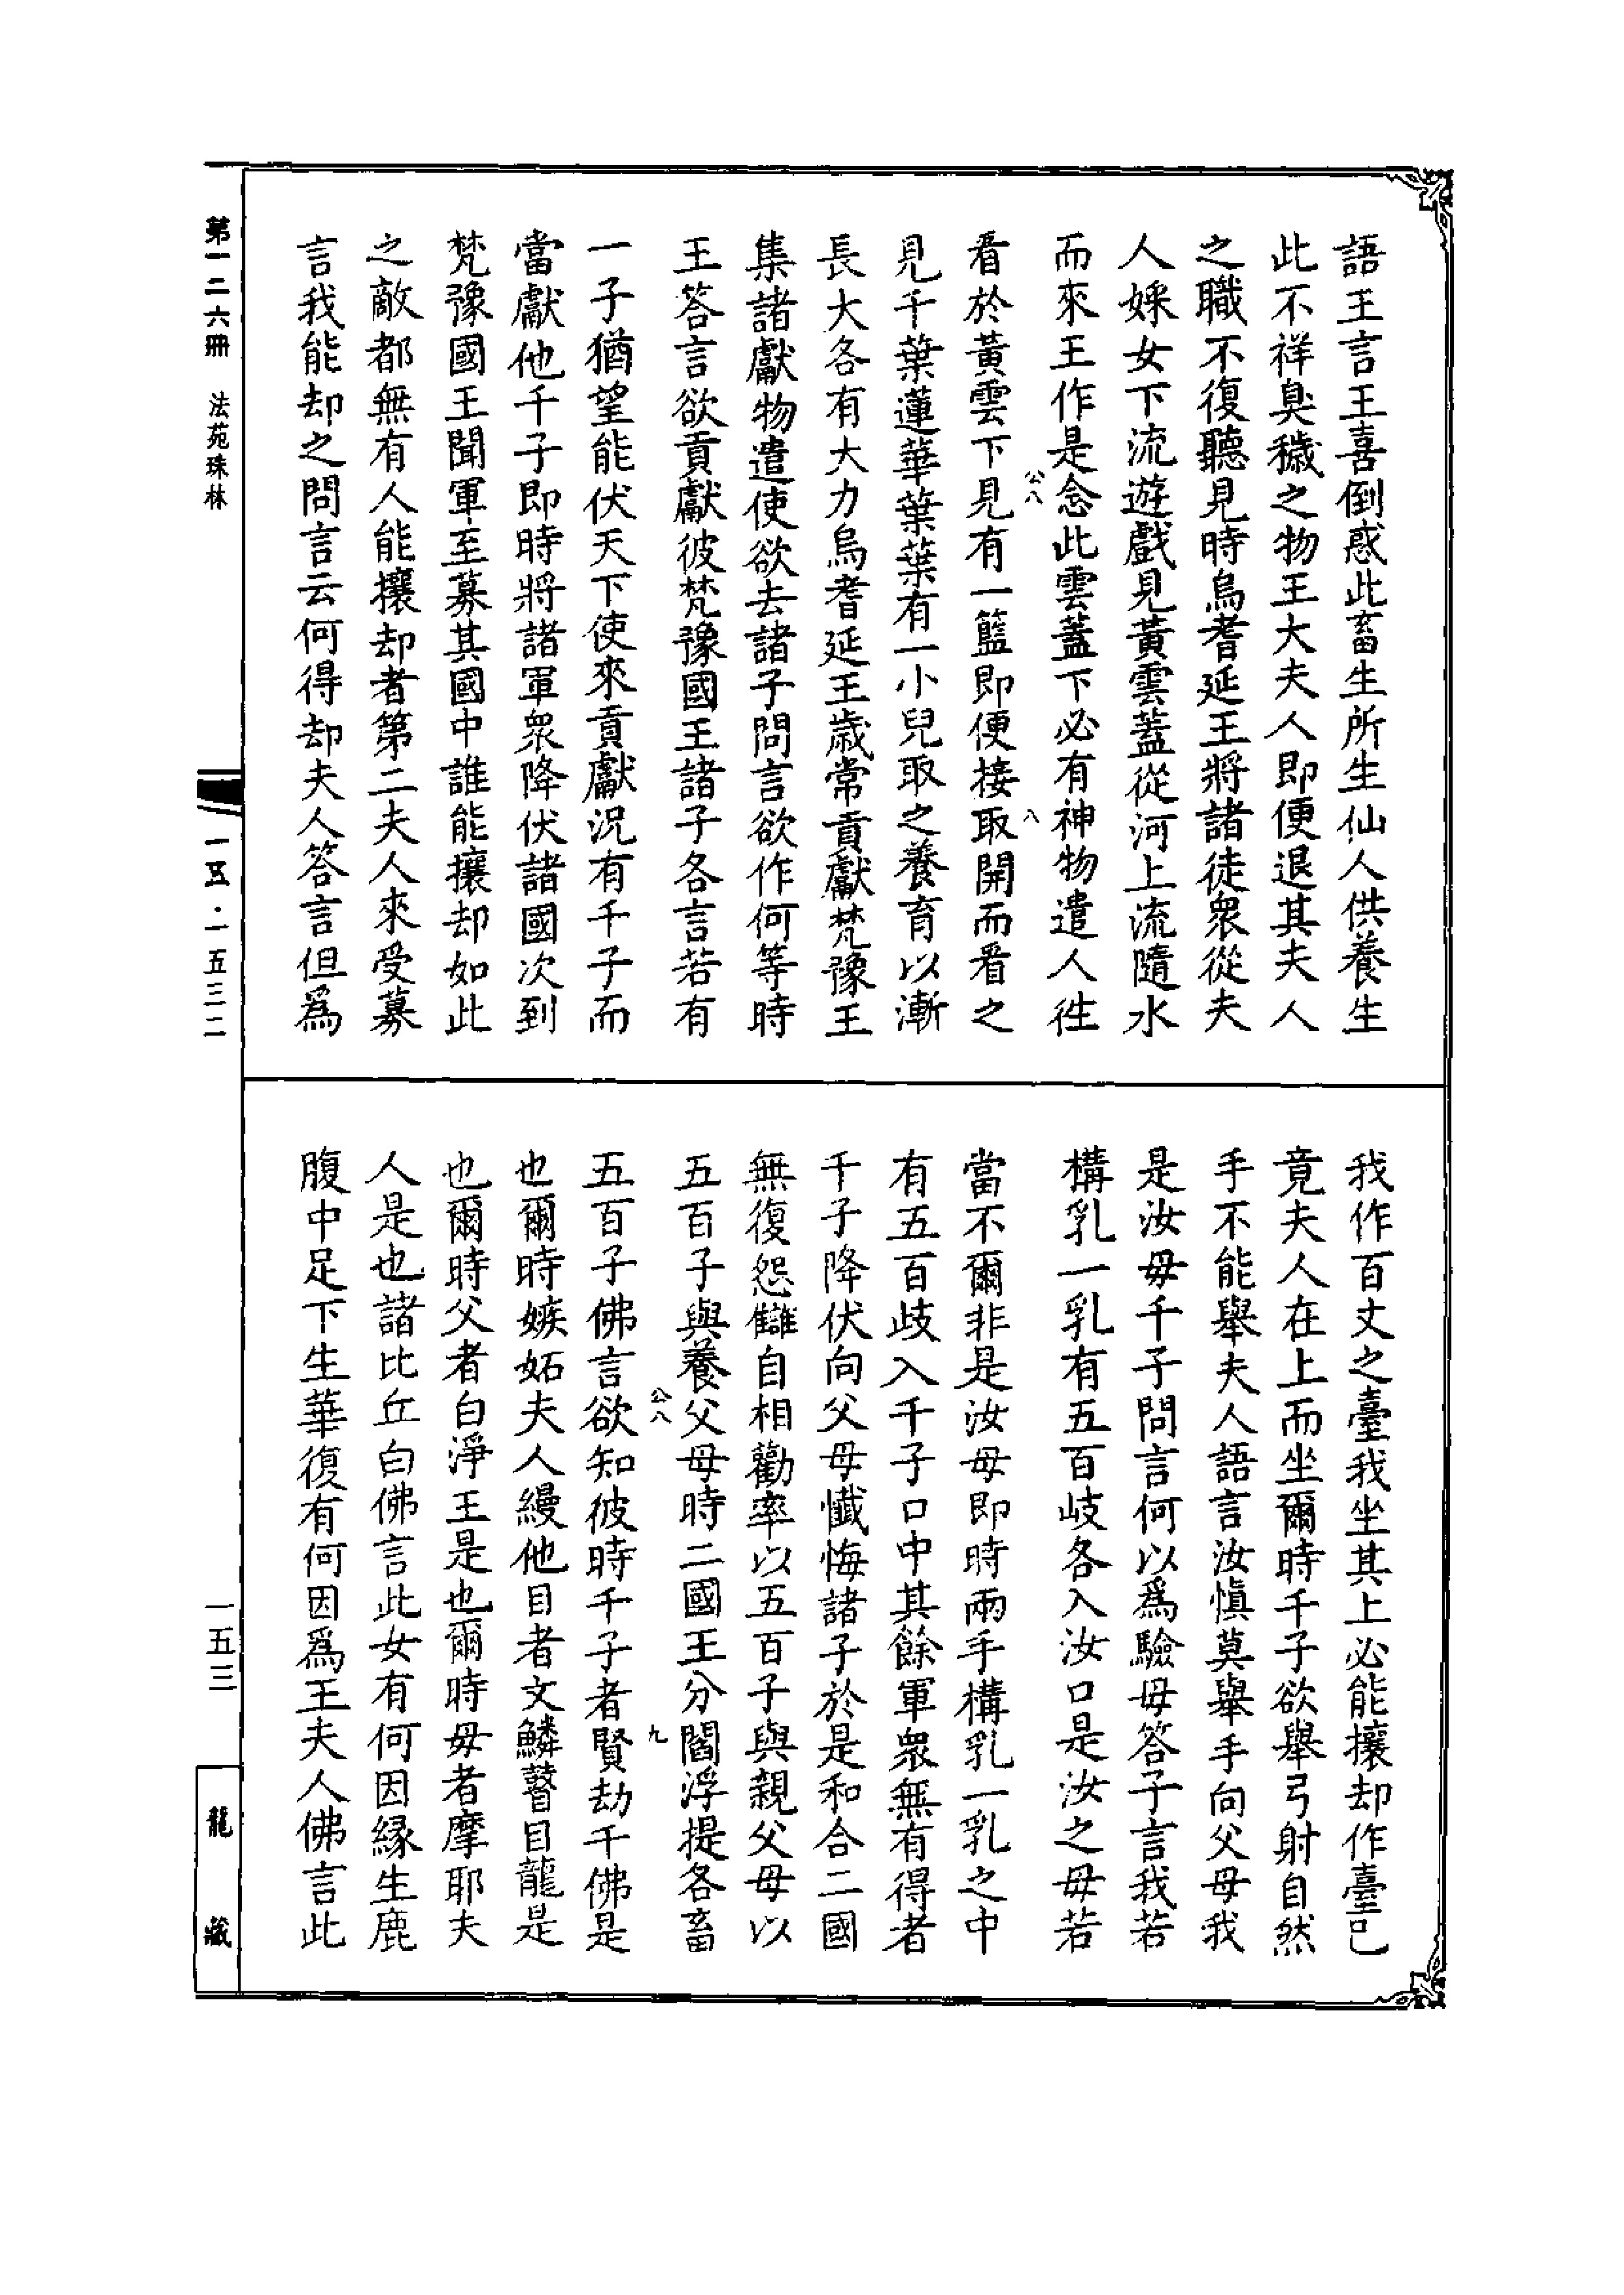 語王言王喜倒惑此畜生所生仙人供養生
此不祥臭穢之物王大夫人即便退其夫人
之職不復聽見時烏耆延王將諸徒衆從夫
人婇女下流遊戲見黃雲蓋從河上流隨水
而來王作是念此雲蓋下必有神物遣人徃
公八
八
看於黃雲下見有一籃即便接取開而看之
見千葉蓮華葉葉有一小兒取之養育以漸
長大各有大力烏耆延王歲常貢獻梵豫王
集諸獻物遣使欲去諸子問言欲作何等時
王答言欲貢獻彼梵豫國王諸子各言若有
一子猶望能伏天下使來貢獻況有千子而
當獻他千子即時將諸軍衆降伏諸國次到
梵豫國王聞軍至募其國中誰能攘却如此
之敵都無有人能攘却者第二夫人來受募
言我能却之問言云何得却夫人答言但爲
我作百丈之臺我坐其上必能攘却作臺已
竟夫人在上而坐爾時千子欲舉弓射自然
手不能舉夫人語言汝愼莫舉手向父母我
是汝母千子問言何以爲驗母答子言我若
構乳一乳有五百岐各入汝口是汝之母若
當不爾非是汝母即時兩手構乳一乳之中
有五百歧入千子口中其餘軍衆無有得者
千子降伏向父母懺悔諸子於是和合二國
無復怨讎自相勸率以五百子與親父母以
五百子與養父母時二國王分閻浮提各畜
公八
九
五百子佛言欲知彼時千子者賢劫千佛是
也爾時嫉妬夫人縵他目者文鱗瞽目龍是
也爾時父者白淨王是也爾時母者摩耶夫
人是也諸比丘白佛言此女有何因緣生鹿
腹中足下生華復有何因爲王夫人佛言此
第一二六冊 法苑珠林
一五·一五三二
一五三
龍藏